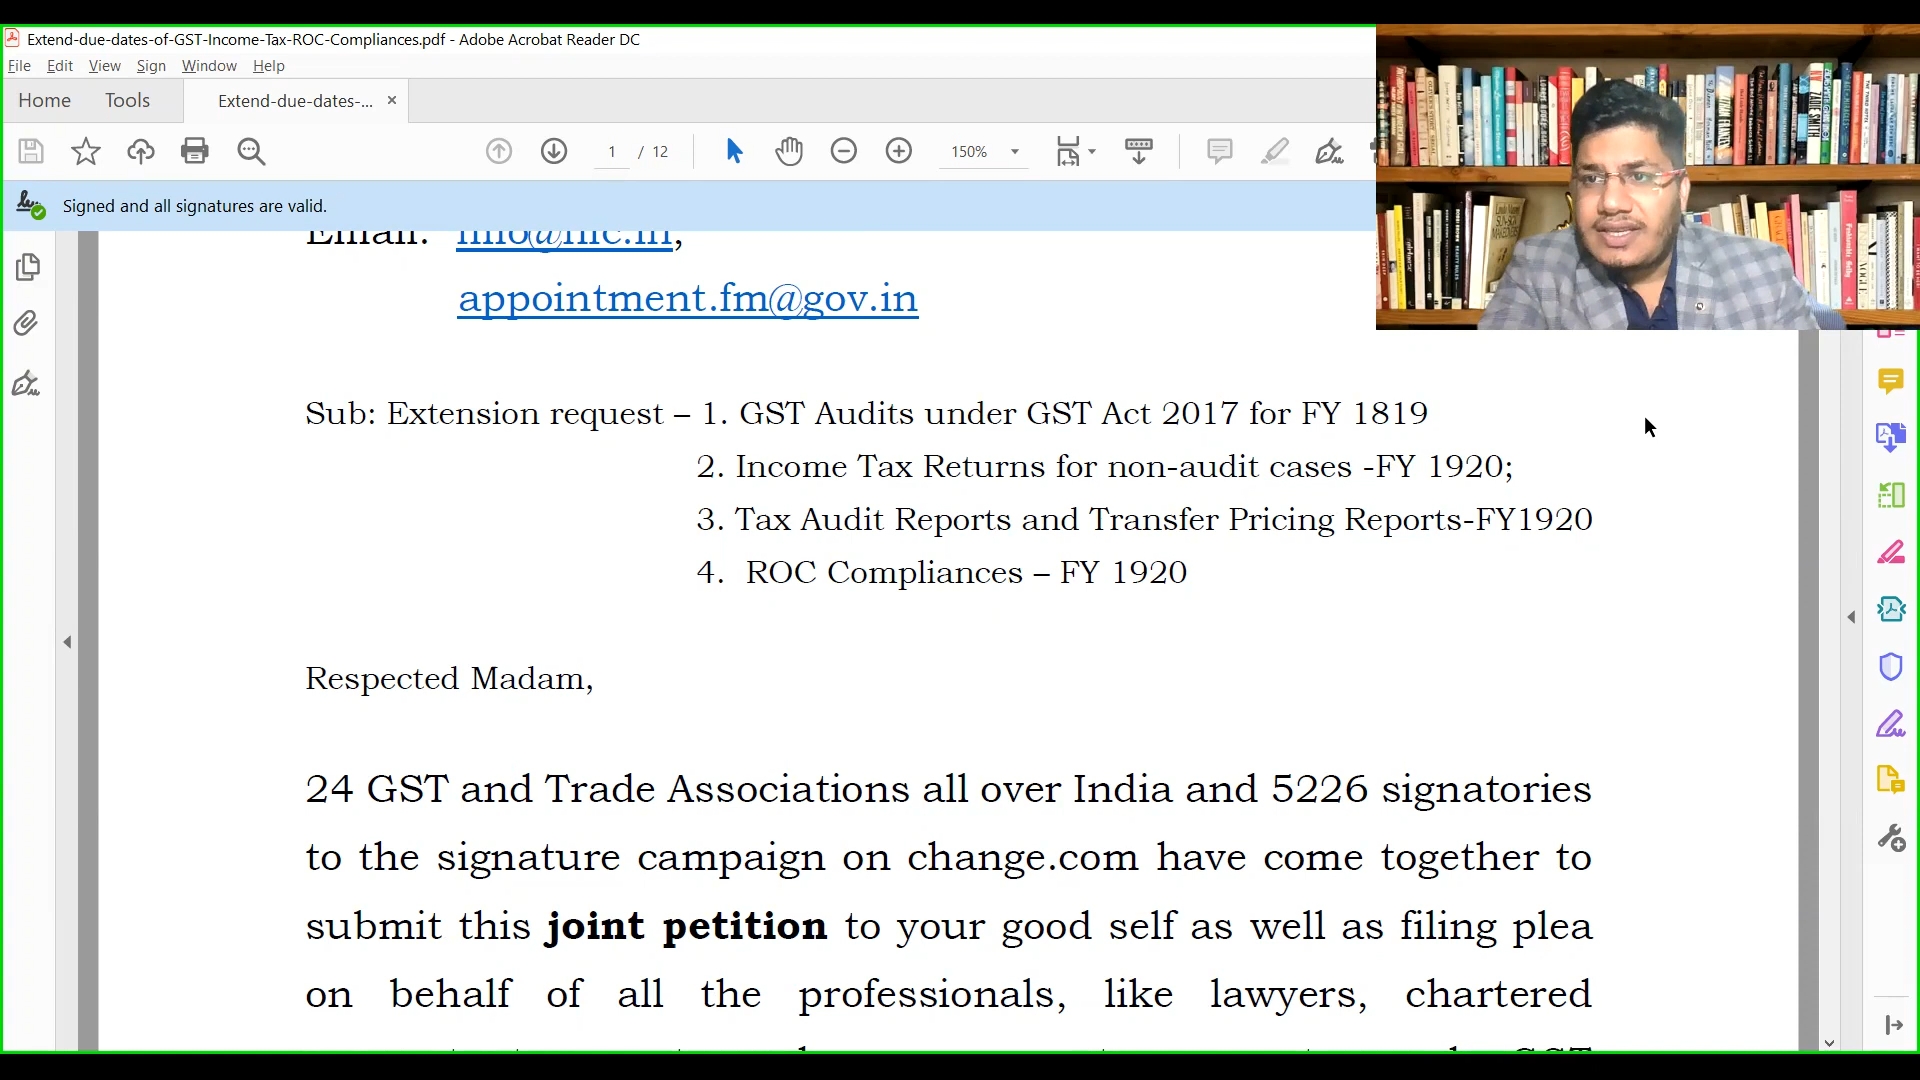 Extend-due-dates-of-GST-Income-Tax-ROC-Compliances.pdf - Adobe Acrobat Reader DC
File Edit View Sign Window Help
Home Tools Extend-due-dates-... ×
1 / 12 150%
Signed and all signatures are valid.
Email:
appointment.fm@gov.in
Sub: Extension request – 1. GST Audits under GST Act 2017 for FY 1819
2. Income Tax Returns for non-audit cases -FY 1920;
3. Tax Audit Reports and Transfer Pricing Reports-FY1920
4. ROC Compliances – FY 1920
Respected Madam,
24 GST and Trade Associations all over India and 5226 signatories
to the signature campaign on change.com have come together to
submit this joint petition to your good self as well as filing plea
on behalf of all the professionals, like lawyers, chartered